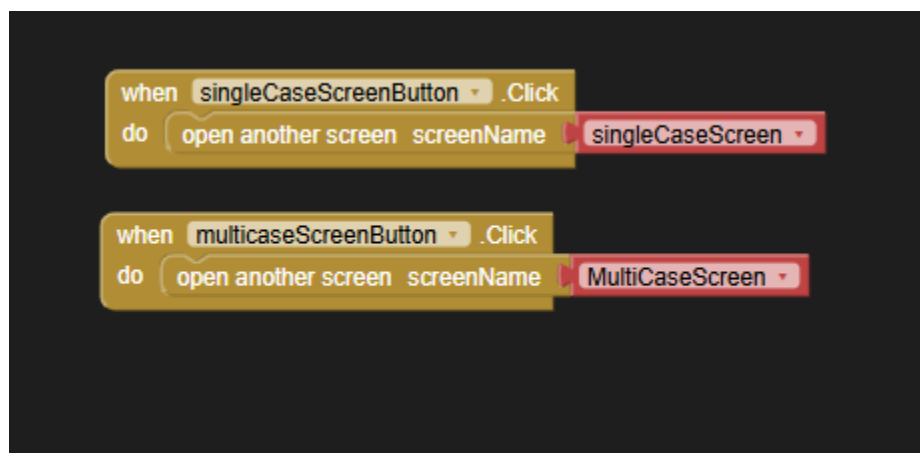 when singleCaseScreenButton .Click
do open another screen screenName singleCaseScreen
when multicaseScreenButton .Click
do open another screen screenName MultiCaseScreen